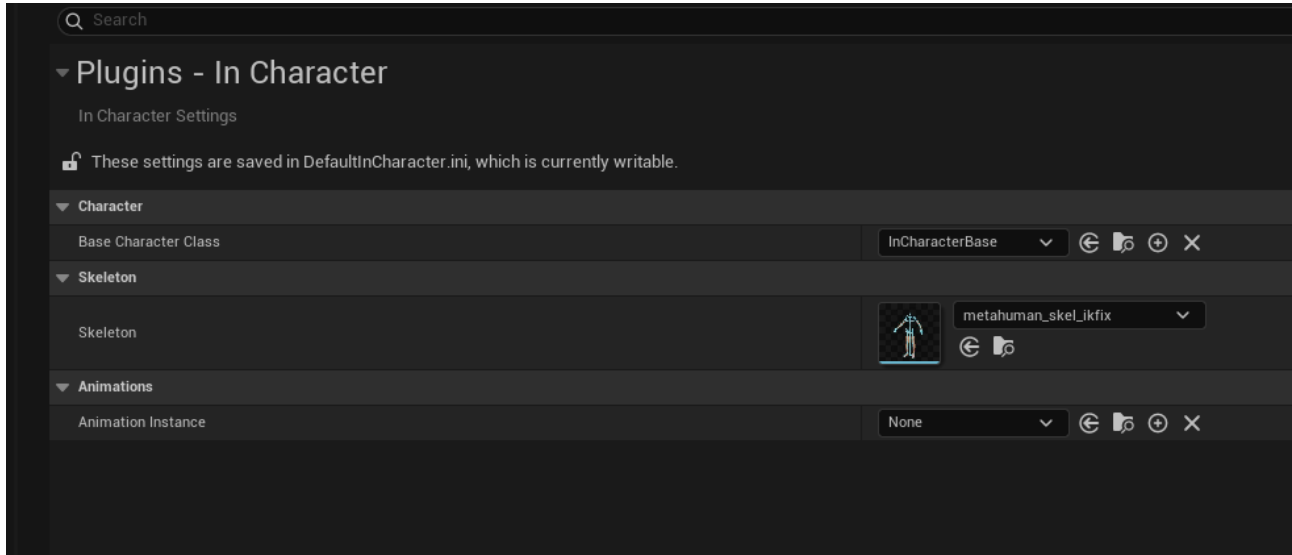 Search
Plugins - In Character
In Character Settings
These settings are saved in DefaultInCharacter.ini, which is currently writable.
Character
Base Character Class
InCharacterBase
Skeleton
Skeleton
metahuman_skel_ikfix
Animations
Animation Instance
None